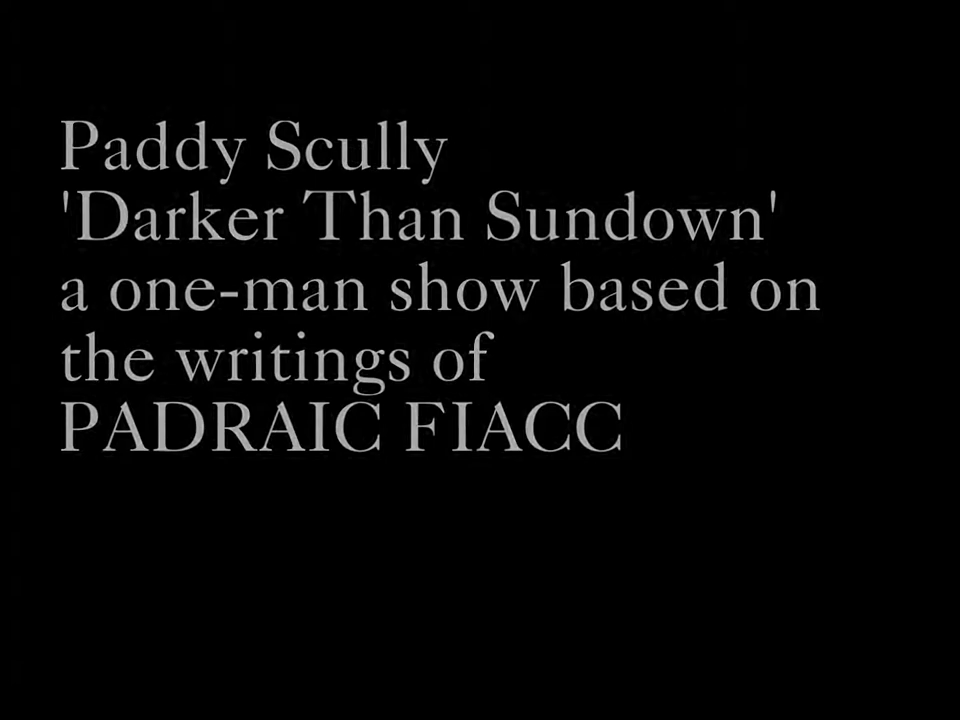 Paddy Scully
'Darker Than Sundown'
a one-man show based on
the writings of
PADRAIC FIACC